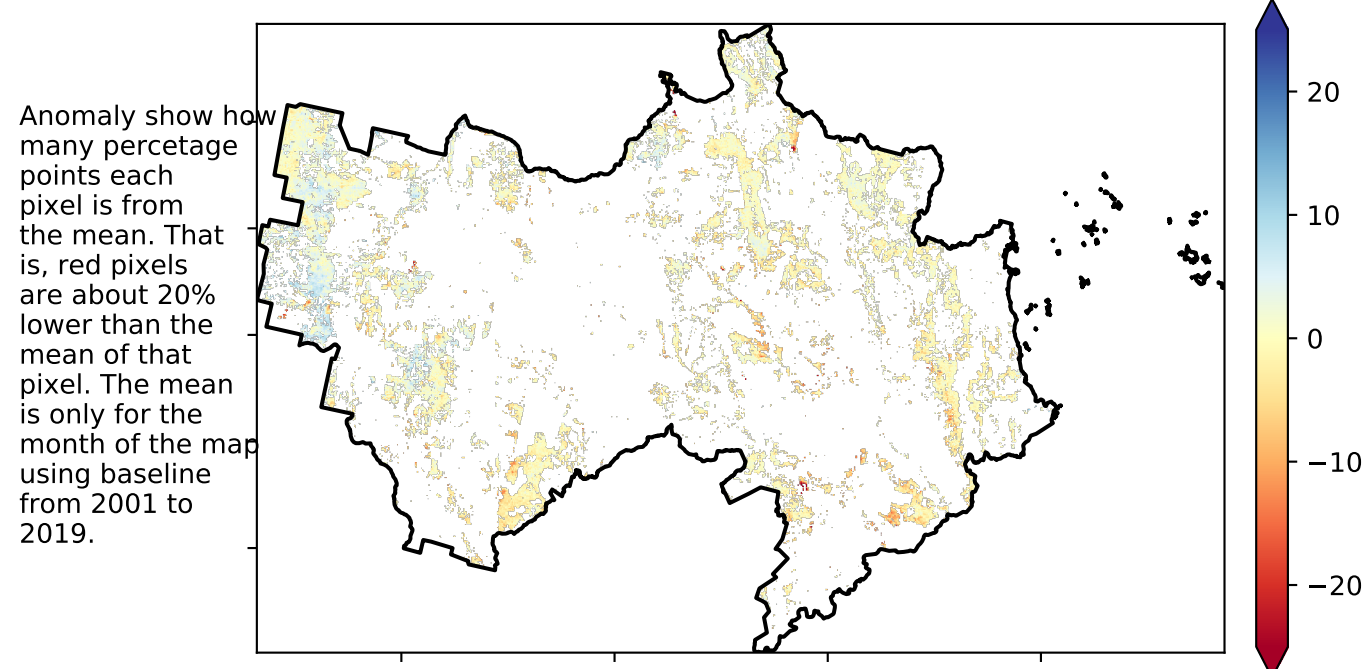 Anomaly show how
many percetage
points each
pixel is from
the mean. That
is, red pixels
are about 20%
lower than the
mean of that
pixel. The mean
is only for the
month of the map
using baseline
from 2001 to
2019.
20
10
0
−10
−20